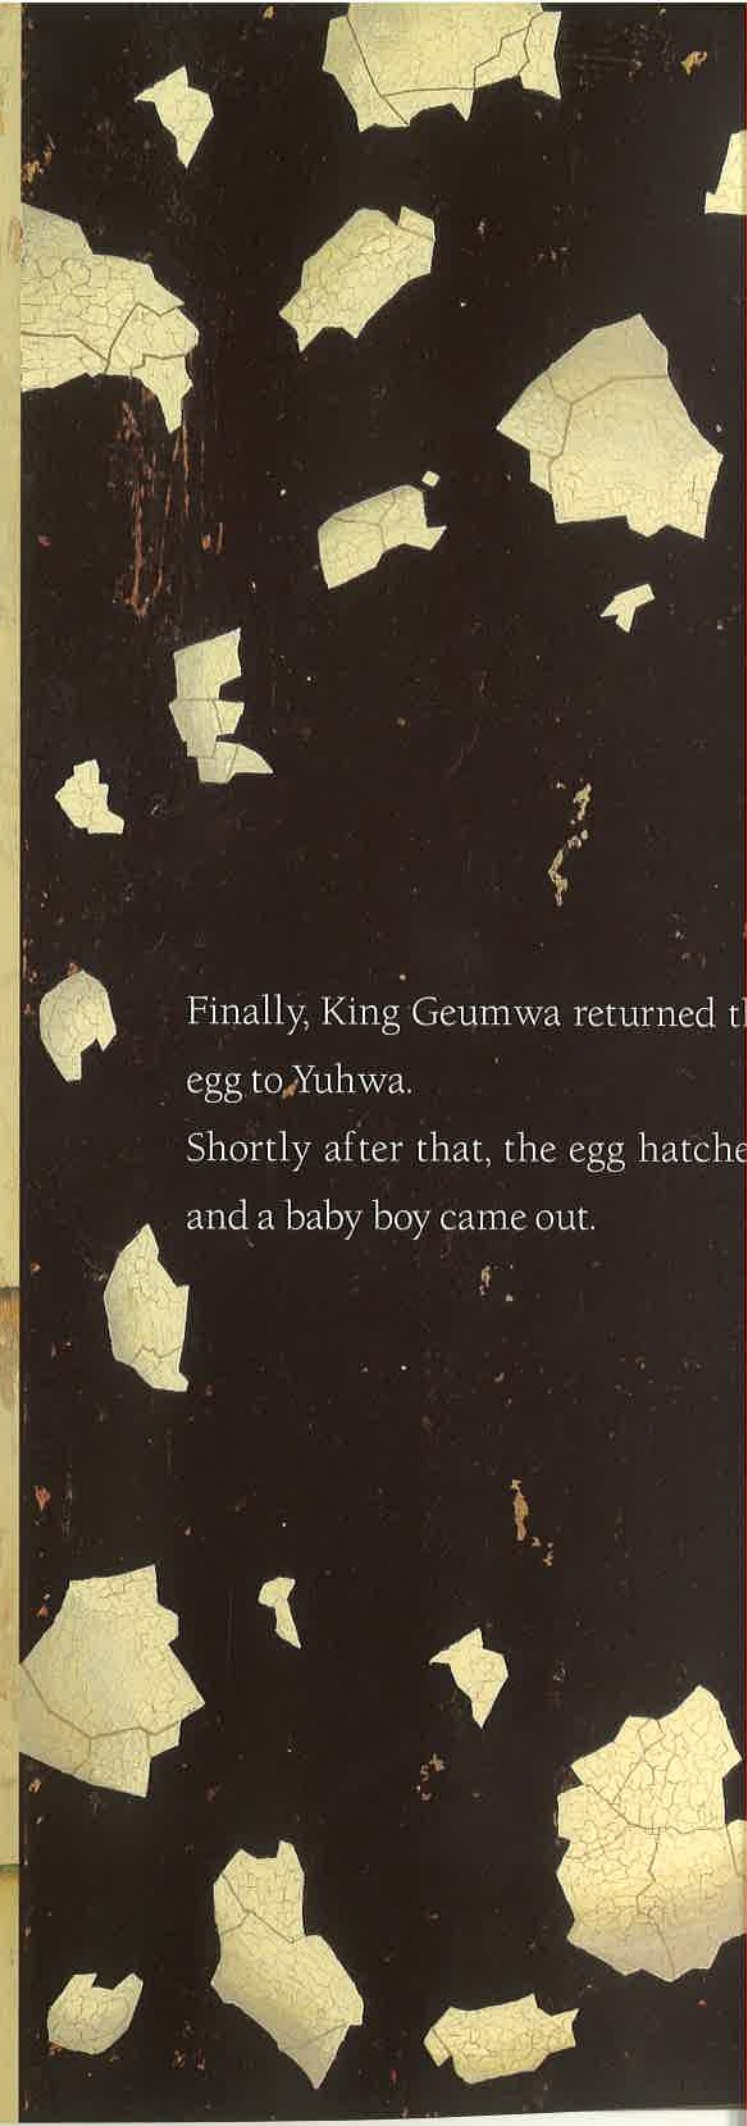 Finally, King Geumwa returned
egg to Yuhwa.
Shortly after that, the egg
and a baby boy came out.